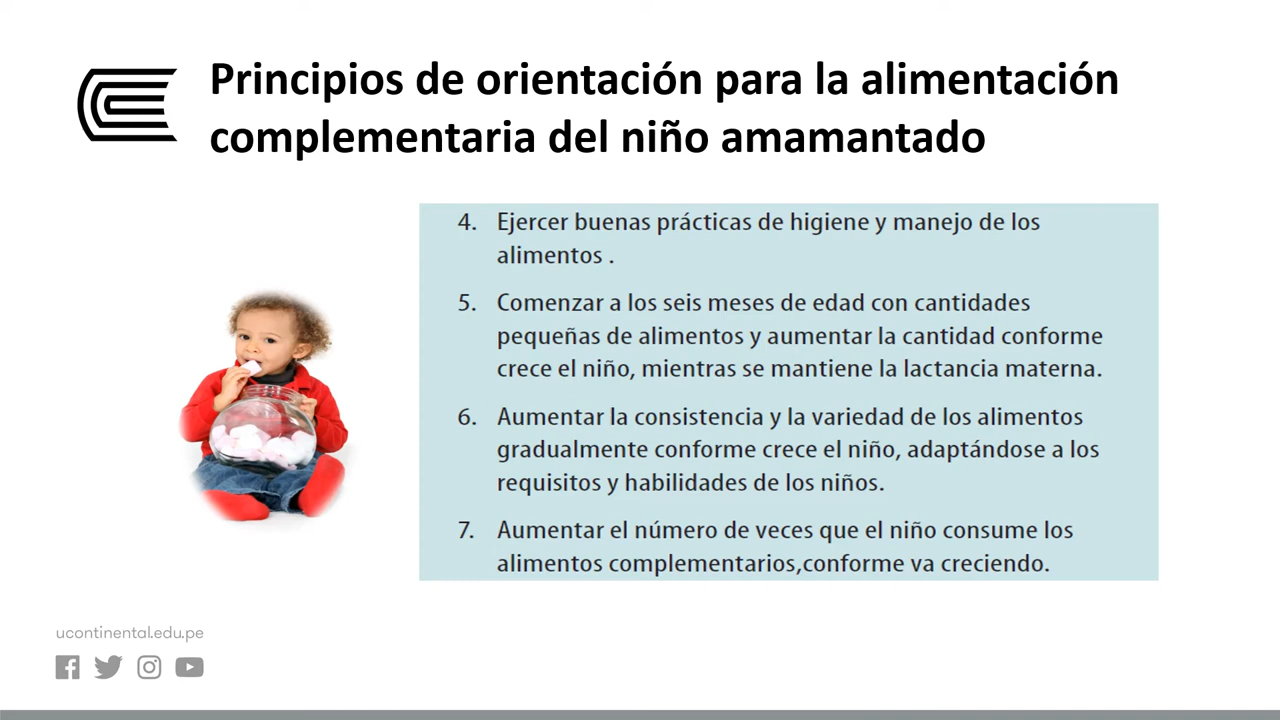 Principios de orientación para la alimentación
complementaria del niño amamantado
4. Ejercer buenas prácticas de higiene y manejo de los
alimentos .
5. Comenzar a los seis meses de edad con cantidades
pequeñas de alimentos y aumentar la cantidad conforme
crece el niño, mientras se mantiene la lactancia materna.
6. Aumentar la consistencia y la variedad de los alimentos
gradualmente conforme crece el niño, adaptándose a los
requisitos y habilidades de los niños.
7. Aumentar el número de veces que el niño consume los
alimentos complementarios,conforme va creciendo.
ucontinental.edu.pe